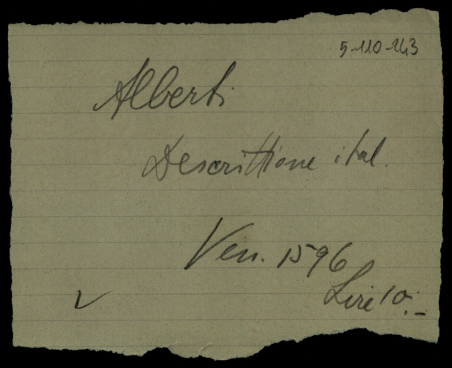 5-110-243
Alberti
Descrittione ital.
Ven. 1596
Lire 10.-